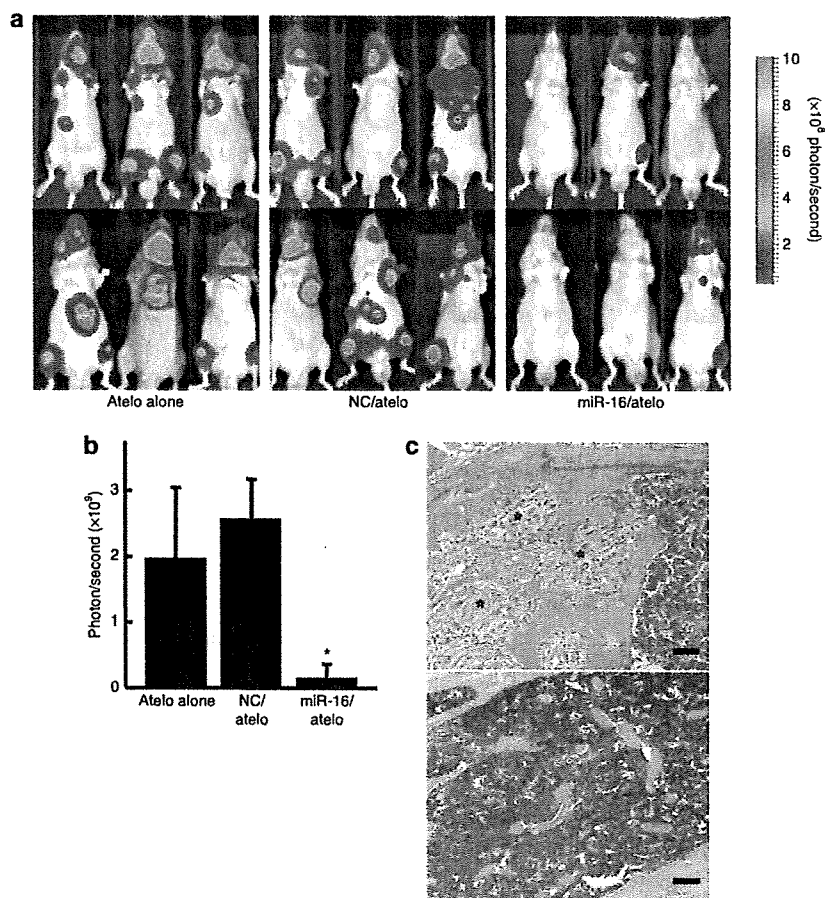 a
10
8
6
4
2
(×10⁸ photon/second)
Atelo alone
NC/atelo
miR-16/atelo
b
Photon/second (×10⁹)
3
2
1
0
*
Atelo alone
NC/
atelo
miR-16/
atelo
c
*
*
*